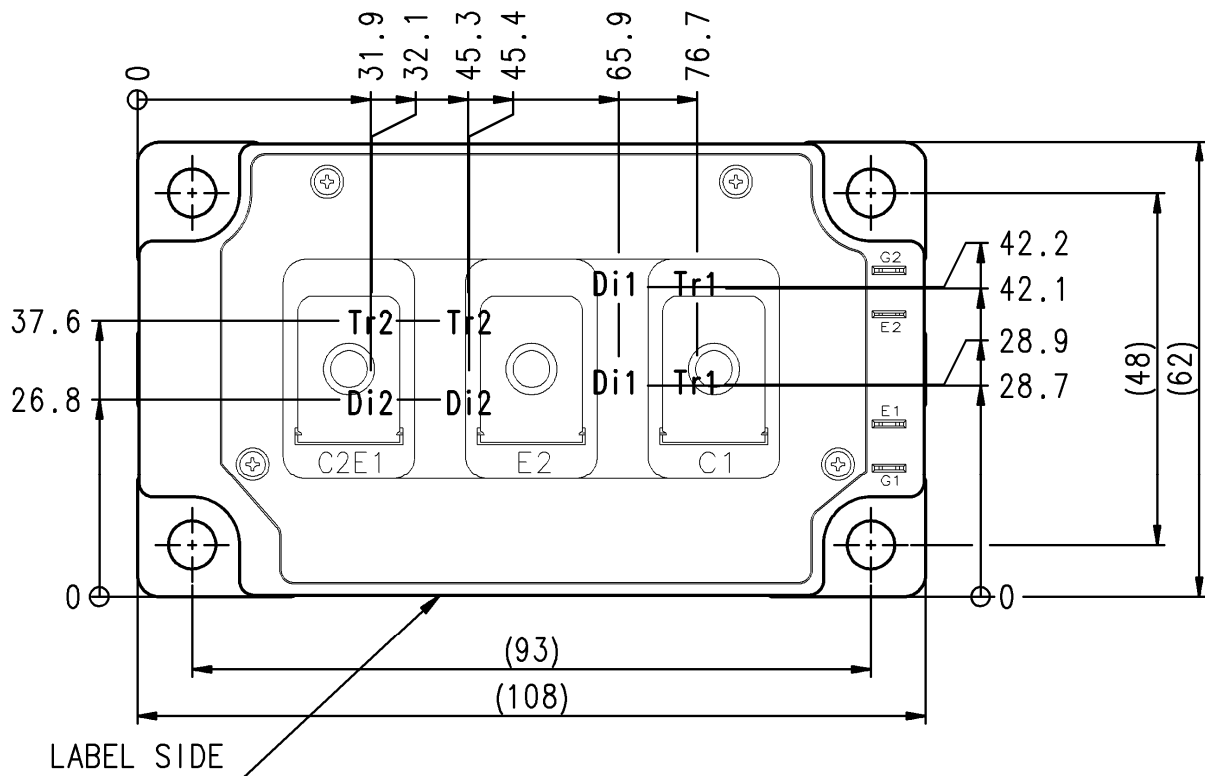 0
31.9
32.1
45.3
45.4
65.9
76.7
G2
42.2
Di1 Tr1
42.1
37.6
Tr2 Tr2
E2
28.9
(48)
(62)
Di1 Tr1
28.7
26.8
Di2 Di2
E1
C2E1 E2 C1
G1
0
0
(93)
(108)
LABEL SIDE